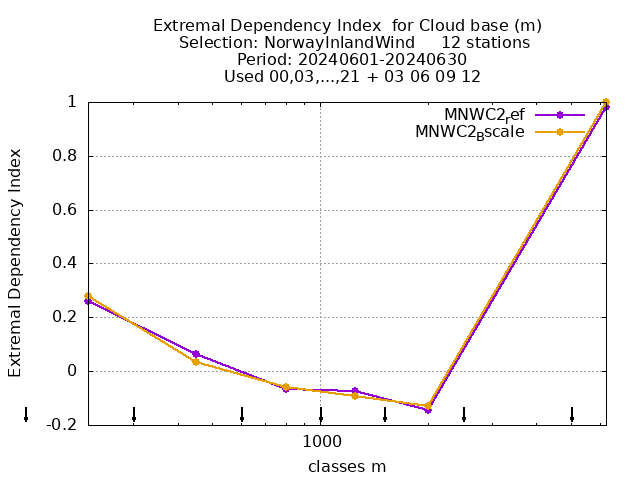 Extremal Dependency Index  for Cloud base (m)
Selection: NorwayInlandWind     12 stations
Period: 20240601-20240630
Used 00,03,...,21 + 03 06 09 12
MNWC2ref
MNWC2Bscale
Extremal Dependency Index
1
0.8
0.6
0.4
0.2
0
-0.2
1000
classes m